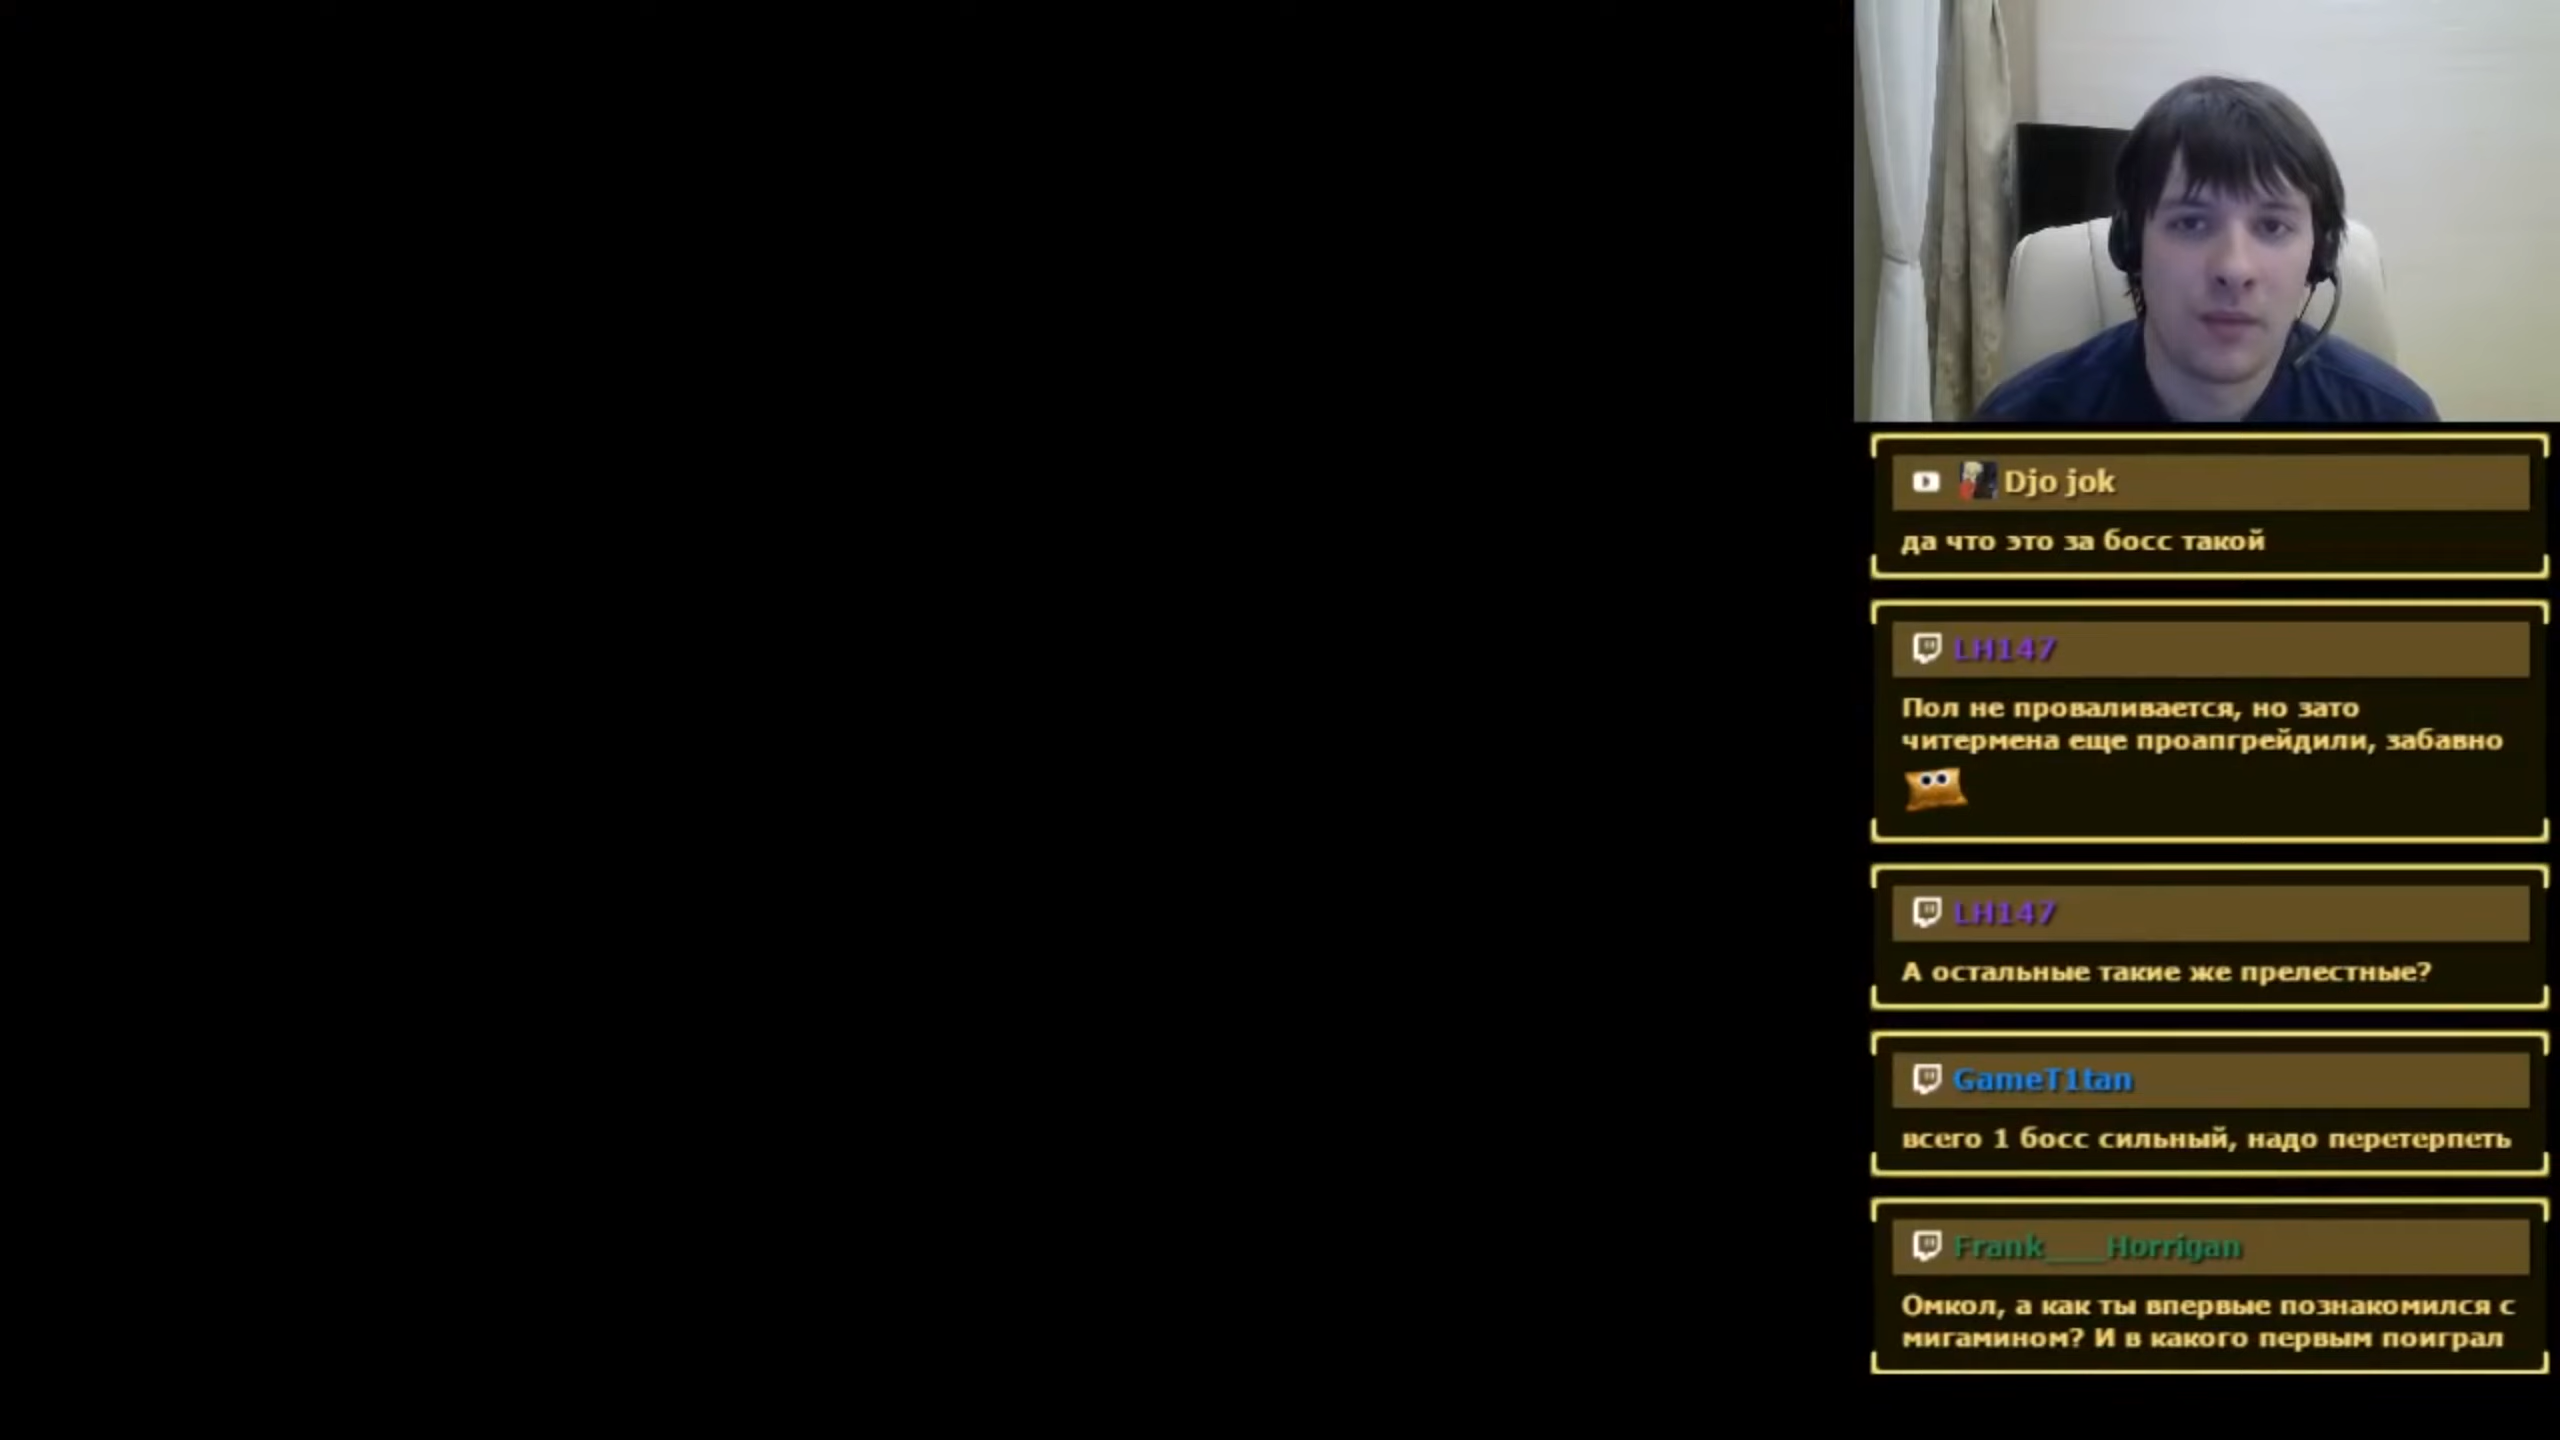 Djo jok
да что это за босс такой
LH147
Пол не проваливается, но зато
читермена еще проапгрейдили, забавно
LH147
А остальные такие же прелестные?
GameT1tan
всего 1 босс сильный, надо перетерпеть
Frank___Horrigan
Омкол, а как ты впервые познакомился с
мигамином? И в какого первым поиграл